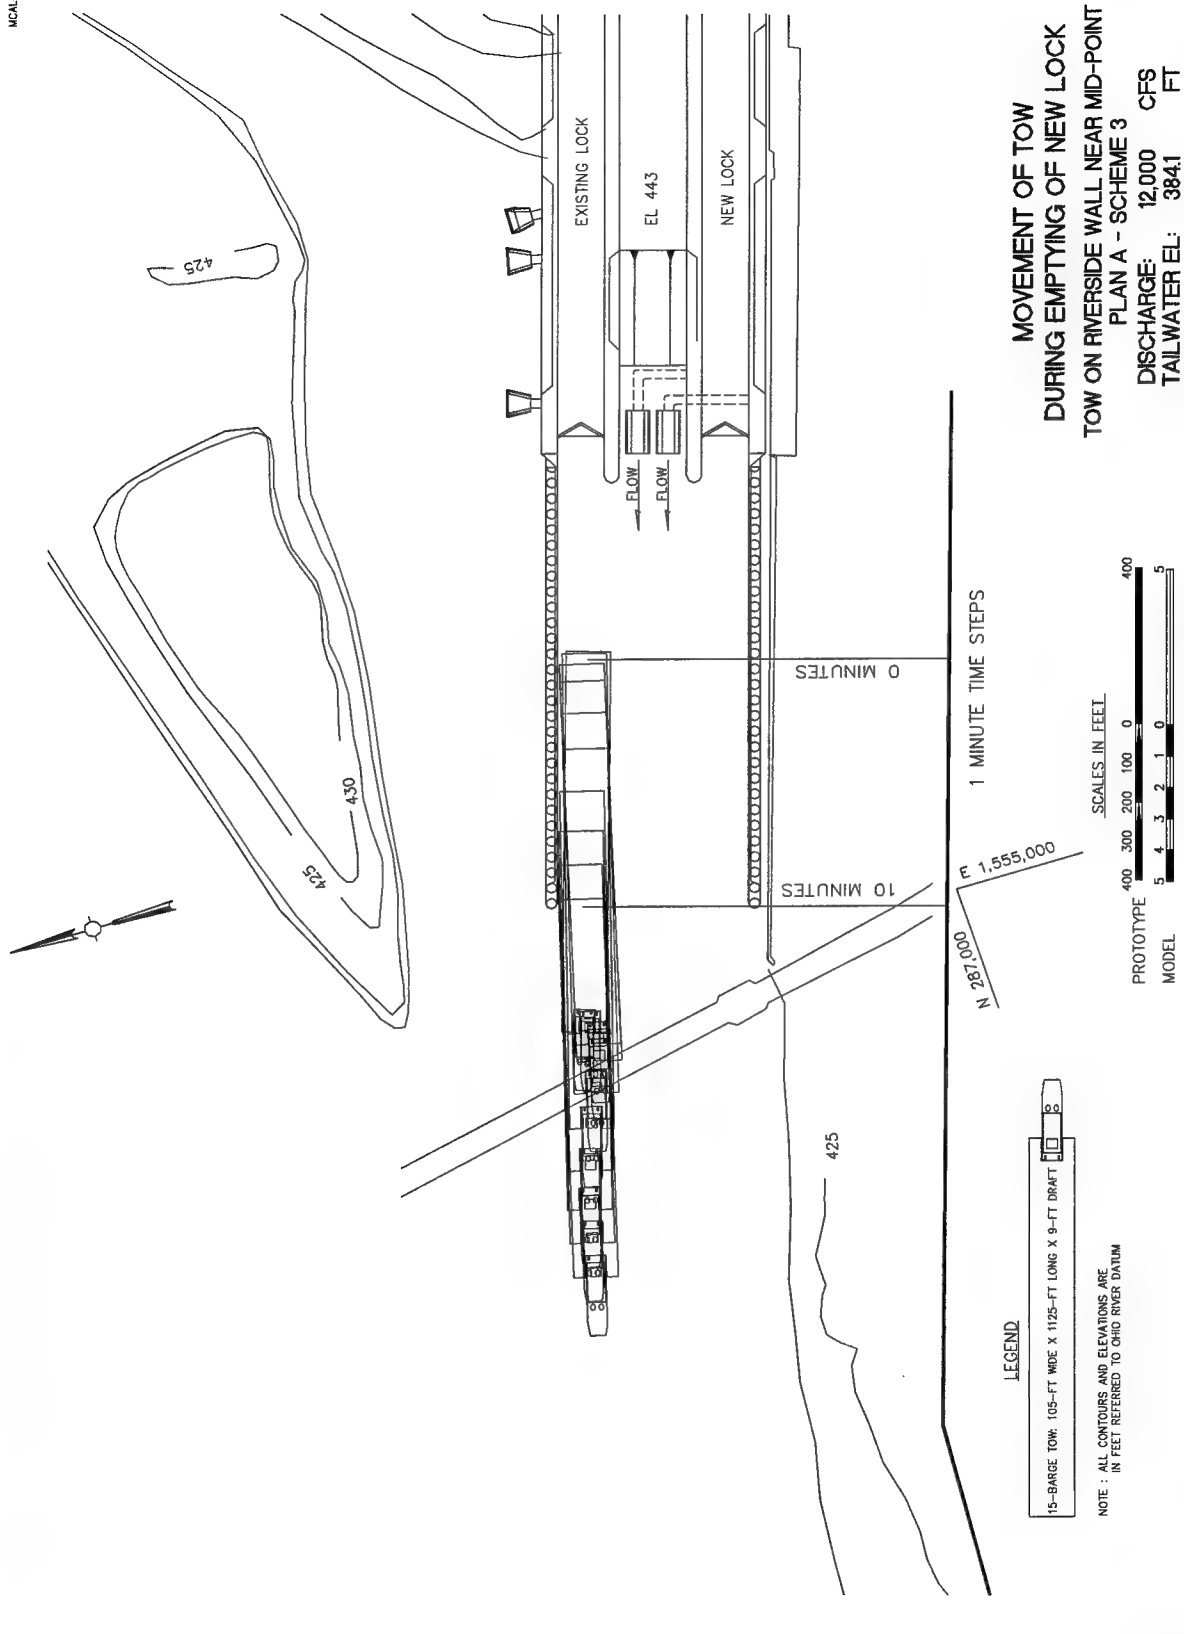 MCAL
425
EXISTING LOCK
EL 443
NEW LOCK
FLOW
FLOW
430
425
0 MINUTES
10 MINUTES
1 MINUTE TIME STEPS
E 1,555,000
N 287,000
425
MOVEMENT OF TOW
DURING EMPTYING OF NEW LOCK
TOW ON RIVERSIDE WALL NEAR MID-POINT
PLAN A - SCHEME 3
DISCHARGE: 12,000 CFS
TAILWATER EL: 384.1 FT
SCALES IN FEET
PROTOTYPE 400 300 200 100 0 400
MODEL 5 4 3 2 1 0 5
LEGEND
15-BARGE TOW: 105-FT WIDE X 1125-FT LONG X 9-FT DRAFT
NOTE : ALL CONTOURS AND ELEVATIONS ARE
IN FEET REFERRED TO OHIO RIVER DATUM